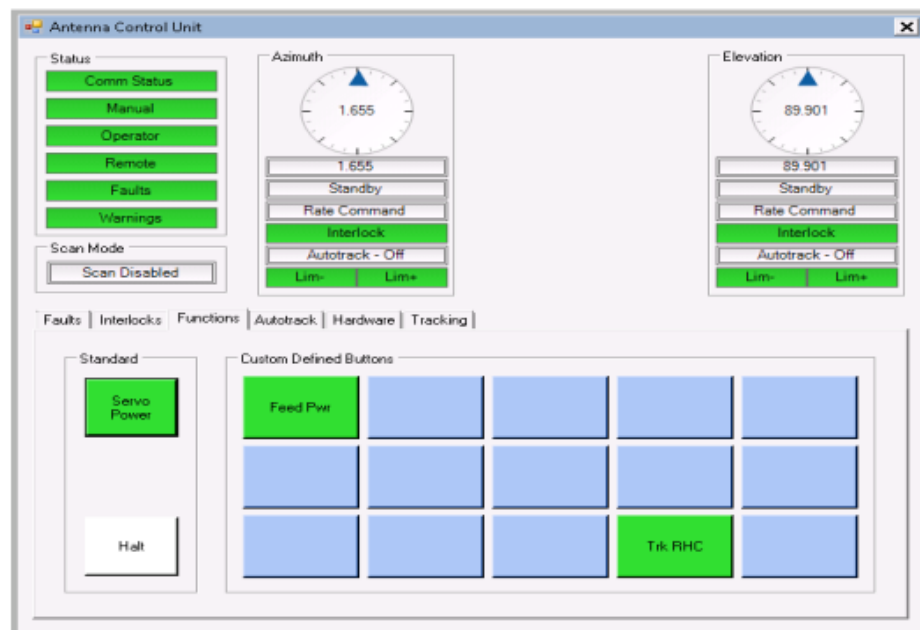 Antenna Control Unit
Status
Comm Status
Manual
Operator
Remote
Faults
Warnings
Scan Mode
Scan Disabled
Azimuth
1.655
1.655
Standby
Rate Command
Interlock
Autotrack - Off
Lim- Lim+
Elevation
89.901
89.901
Standby
Rate Command
Interlock
Autotrack - Off
Lim- Lim+
Faults Interlocks Functions Autotrack Hardware Tracking
Standard
Servo
Power
Halt
Custom Defined Buttons
Feed Pwr
Trk RHC